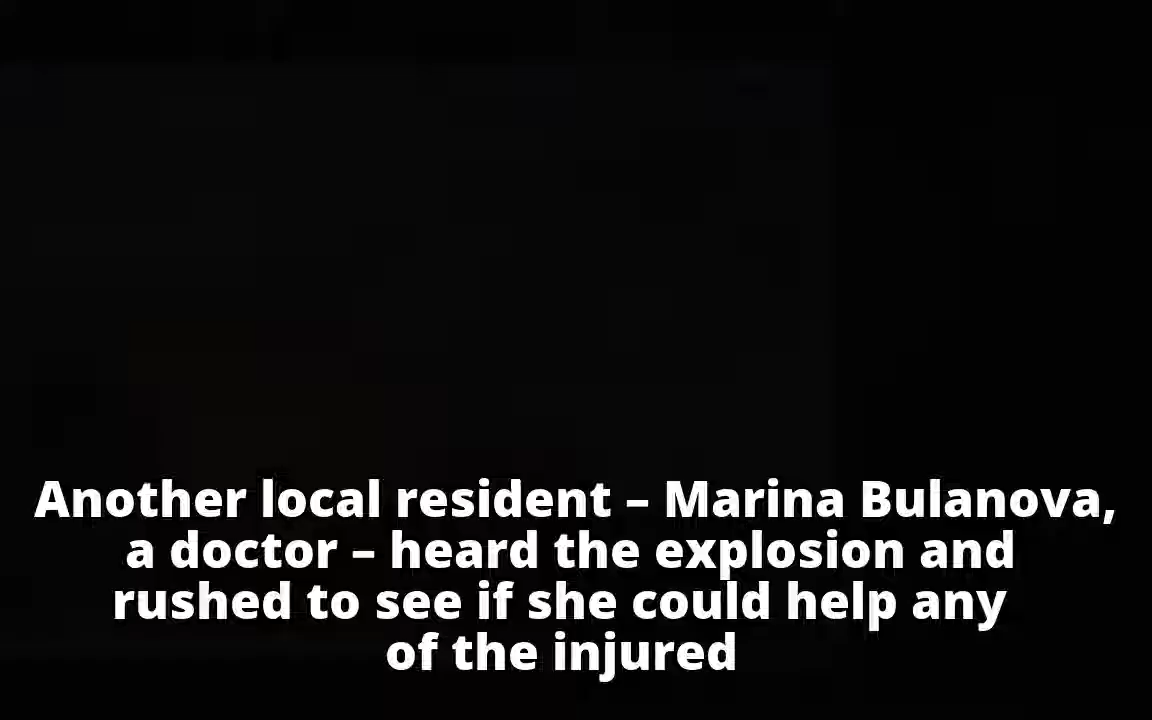 Another local resident – Marina Bulanova,
a doctor – heard the explosion and
rushed to see if she could help any
of the injured